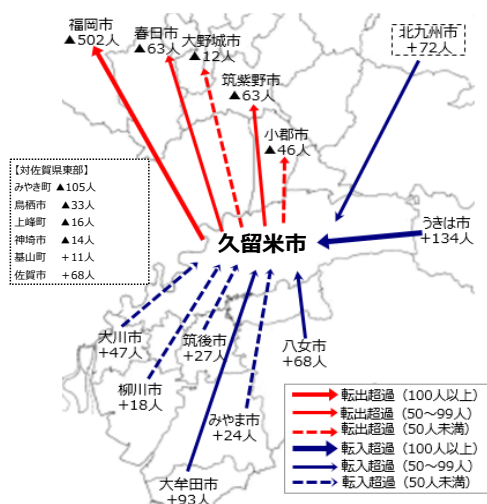 福岡市
▲502人
春日市
▲63人
大野城市
▲12人
筑紫野市
▲63人
小郡市
▲46人
北九州市
+72人
【対佐賀県東部】
みやき町 ▲105人
鳥栖市 ▲33人
上峰町 ▲16人
神埼市 ▲14人
基山町 +11人
佐賀市 +68人
久留米市
うきは市
+134人
大川市
+47人
筑後市
+27人
八女市
+68人
柳川市
+18人
みやま市
+24人
大牟田市
+93人
転出超過(100人以上)
転出超過(50~99人)
転出超過(50人未満)
転入超過(100人以上)
転入超過(50~99人)
転入超過(50人未満)